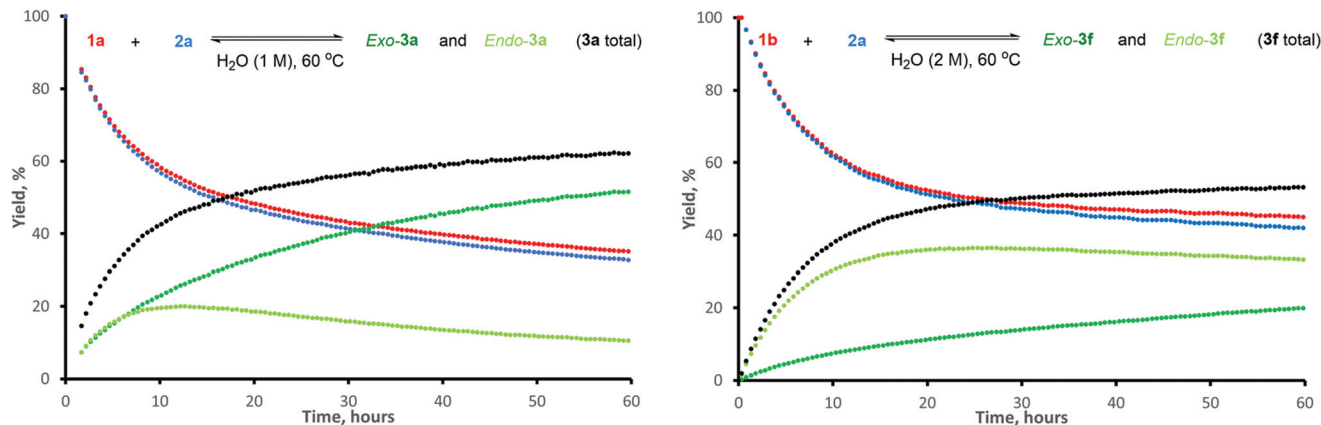 100
80
60
40
20
0
Yield, %
1a + 2a Exo-3a and Endo-3a (3a total)
H₂O (1 M), 60 °C
0 10 20 30 40 50 60
Time, hours
100
80
60
40
20
0
Yield, %
1b + 2a Exo-3f and Endo-3f (3f total)
H₂O (2 M), 60 °C
0 10 20 30 40 50 60
Time, hours